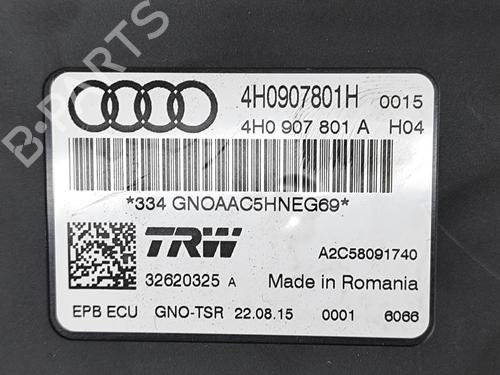 4H0907801H 0015
4H0 907 801 A H04
*334 GNOAAC5HNEG69*
TRW A2C58091740
32620325 A Made in Romania
EPB ECU GNO-TSR 22.08.15 0001 6066
B-PARTS